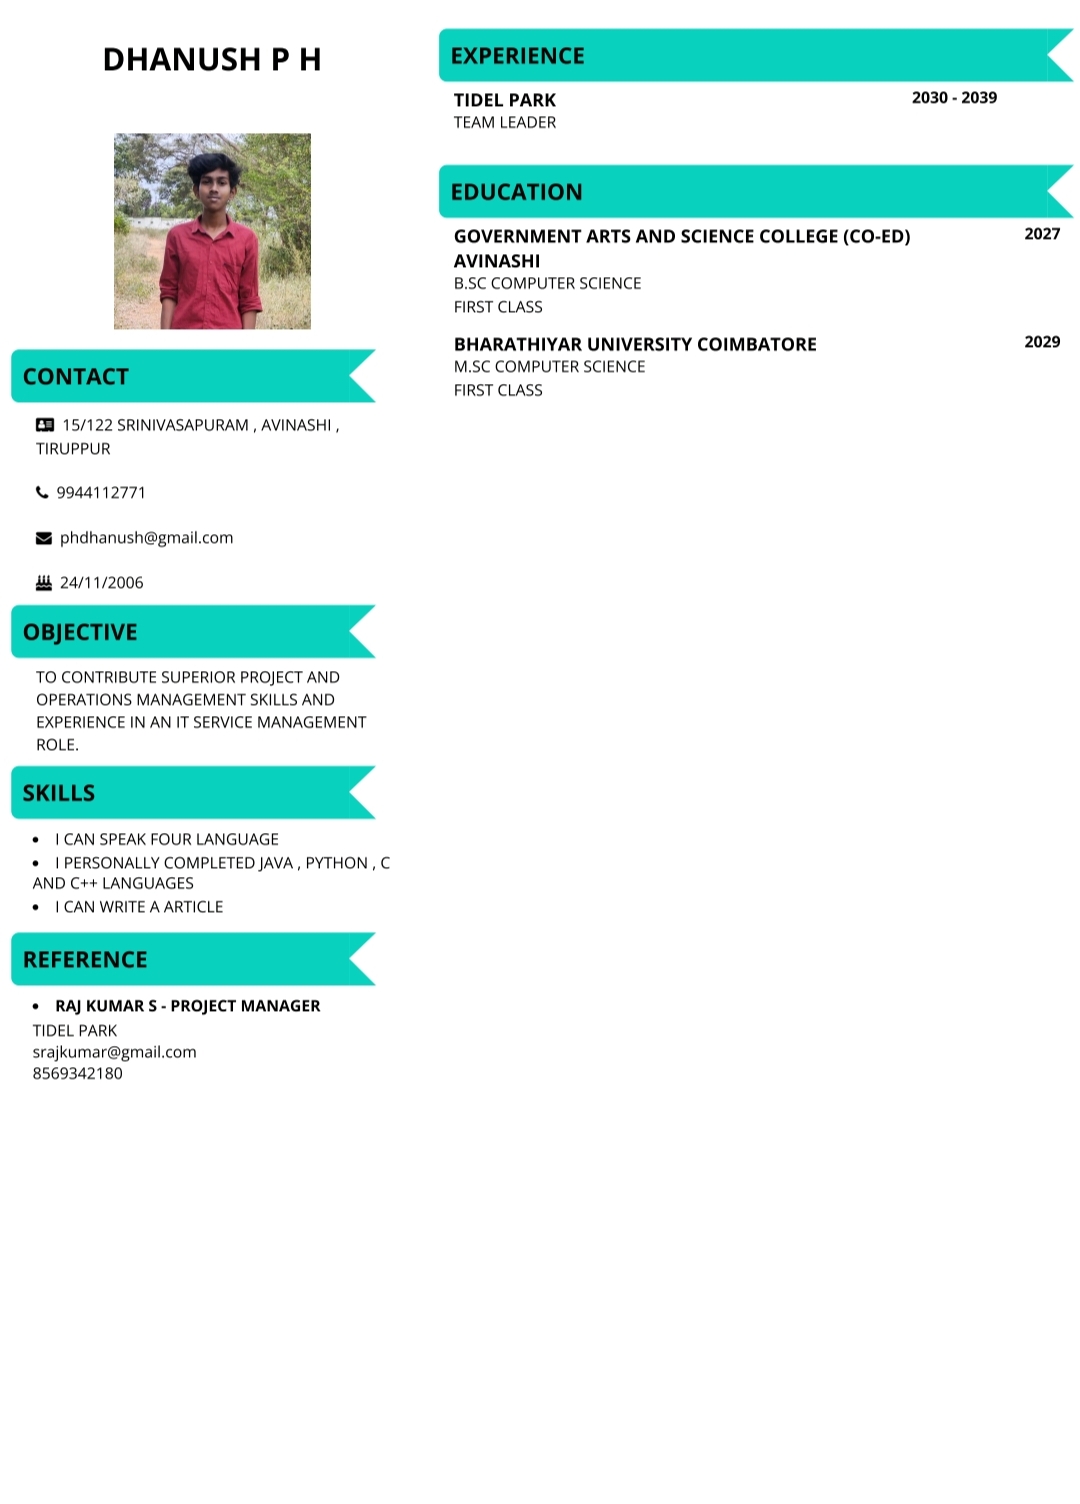 DHANUSH P H
CONTACT
15/122 SRINIVASAPURAM , AVINASHI ,
TIRUPPUR
9944112771
phdhanush@gmail.com
24/11/2006
OBJECTIVE
TO CONTRIBUTE SUPERIOR PROJECT AND
OPERATIONS MANAGEMENT SKILLS AND
EXPERIENCE IN AN IT SERVICE MANAGEMENT
ROLE.
SKILLS
• I CAN SPEAK FOUR LANGUAGE
• I PERSONALLY COMPLETED JAVA , PYTHON , C
AND C++ LANGUAGES
• I CAN WRITE A ARTICLE
REFERENCE
• RAJ KUMAR S - PROJECT MANAGER
TIDEL PARK
srajkumar@gmail.com
8569342180
EXPERIENCE
TIDEL PARK 2030 - 2039
TEAM LEADER
EDUCATION
GOVERNMENT ARTS AND SCIENCE COLLEGE (CO-ED) 2027
AVINASHI
B.SC COMPUTER SCIENCE
FIRST CLASS
BHARATHIYAR UNIVERSITY COIMBATORE 2029
M.SC COMPUTER SCIENCE
FIRST CLASS